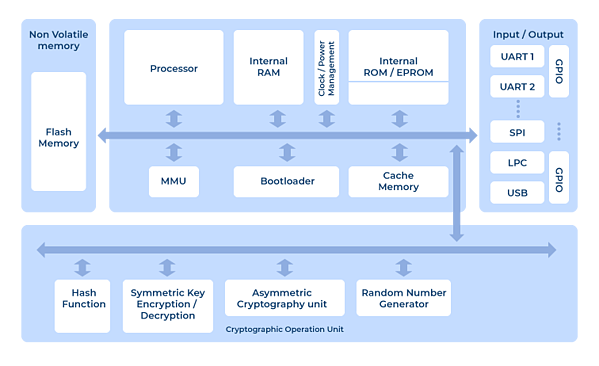 Non Volatile
memory
Flash
Memory
Processor
Internal
RAM
Clock / Power
Management
Internal
ROM / EPROM
MMU
Bootloader
Cache
Memory
Input / Output
UART 1
UART 2
GPIO
SPI
LPC
USB
GPIO
Hash
Function
Symmetric Key
Encryption /
Decryption
Asymmetric
Cryptography unit
Random Number
Generator
Cryptographic Operation Unit